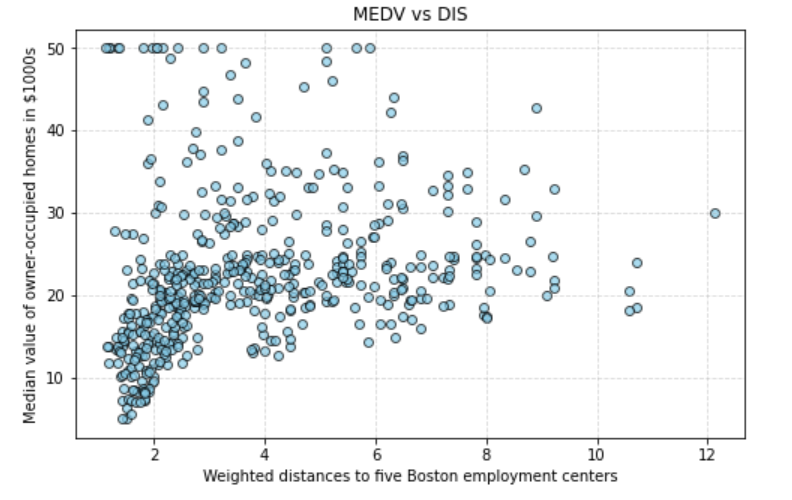 MEDV vs DIS
Median value of owner-occupied homes in $1000s
50
40
30
20
10
2 4 6 8 10 12
Weighted distances to five Boston employment centers